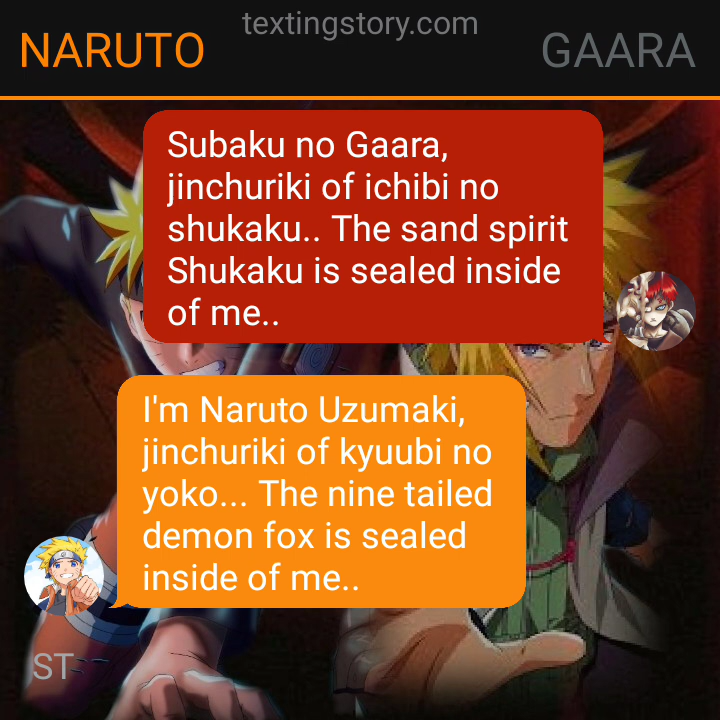 textingstory.com
NARUTO
GAARA
Subaku no Gaara,
jinchuriki of ichibi no
shukaku.. The sand spirit
Shukaku is sealed inside
of me..
I'm Naruto Uzumaki,
jinchuriki of kyuubi no
yoko... The nine tailed
demon fox is sealed
inside of me..
ST